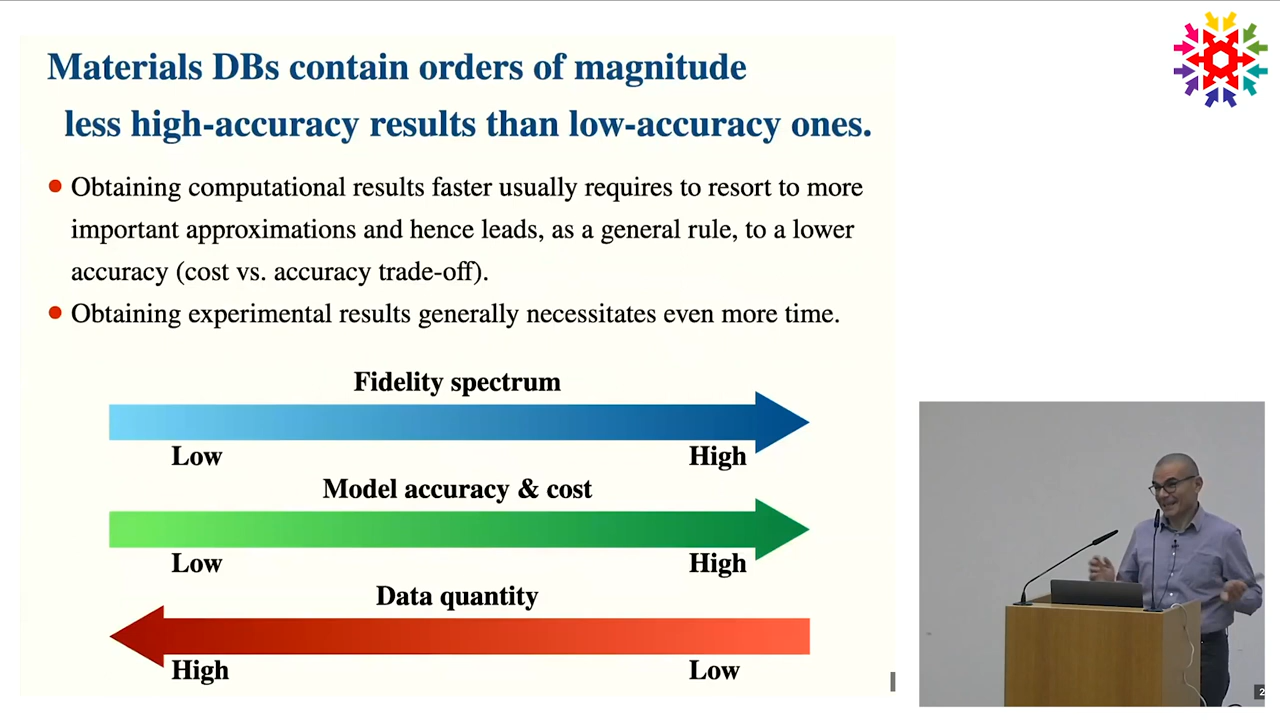 Materials DBs contain orders of magnitude
less high-accuracy results than low-accuracy ones.
• Obtaining computational results faster usually requires to resort to more
important approximations and hence leads, as a general rule, to a lower
accuracy (cost vs. accuracy trade-off).
• Obtaining experimental results generally necessitates even more time.
Fidelity spectrum
Low High
Model accuracy & cost
Low High
Data quantity
High Low
2